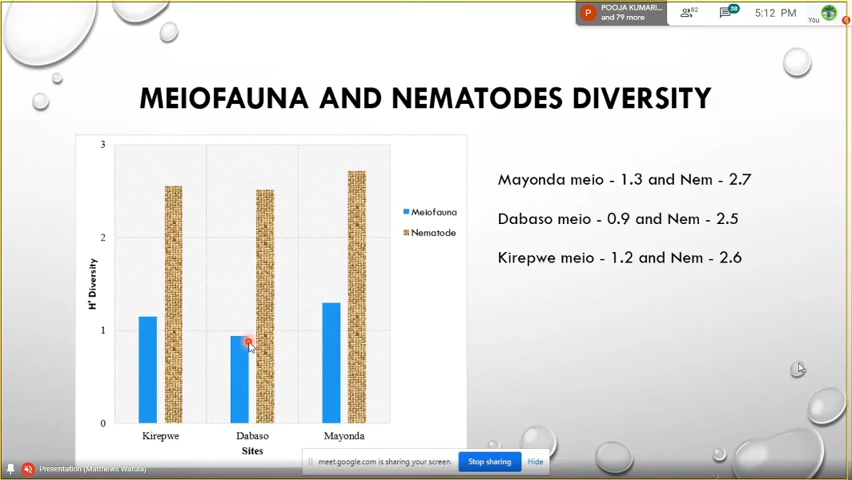 P POOJA KUMARI...
and 79 more
82
38
5:12 PM
You
MEIOFAUNA AND NEMATODES DIVERSITY
3
2
1
0
H' Diversity
Kirepwe
Dabaso
Mayonda
Sites
Meiofauna
Nematode
Mayonda meio - 1.3 and Nem - 2.7
Dabaso meio - 0.9 and Nem - 2.5
Kirepwe meio - 1.2 and Nem - 2.6
Presentation (Matthews Wafula)
meet.google.com is sharing your screen.
Stop sharing
Hide